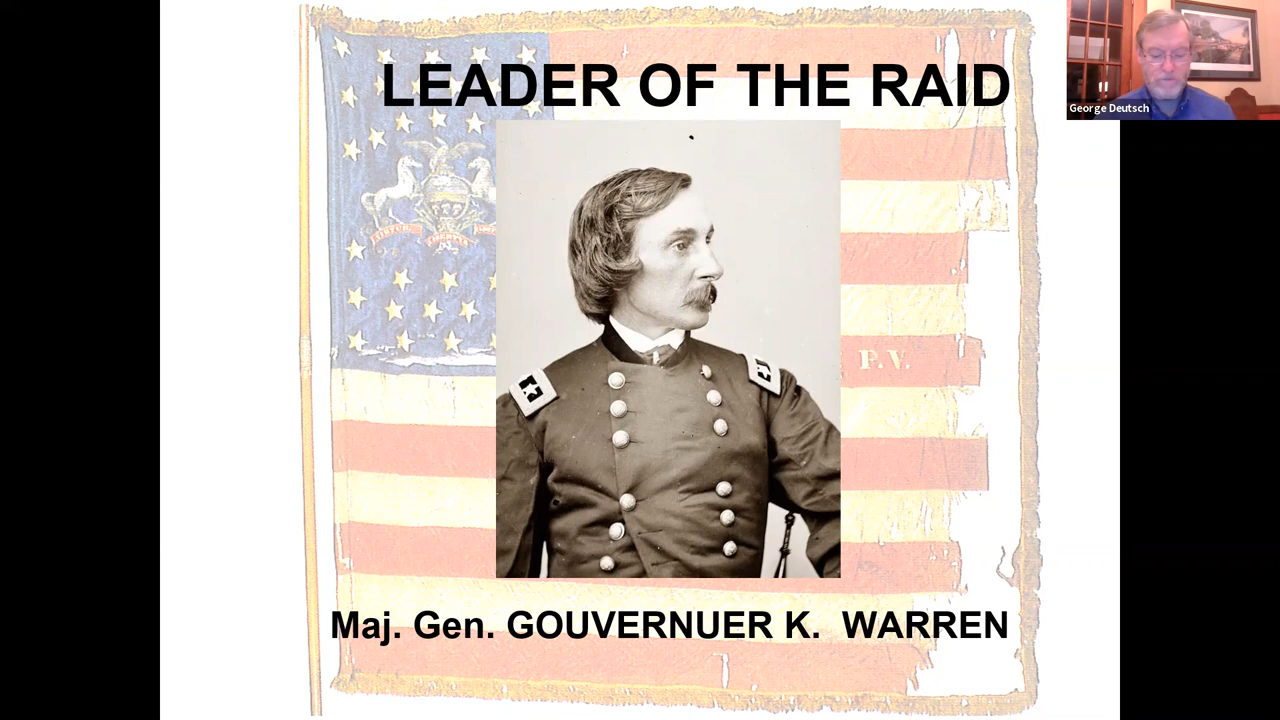 LEADER OF THE RAID
George Deutsch
P.V.
Maj. Gen. GOUVERNUER K. WARREN